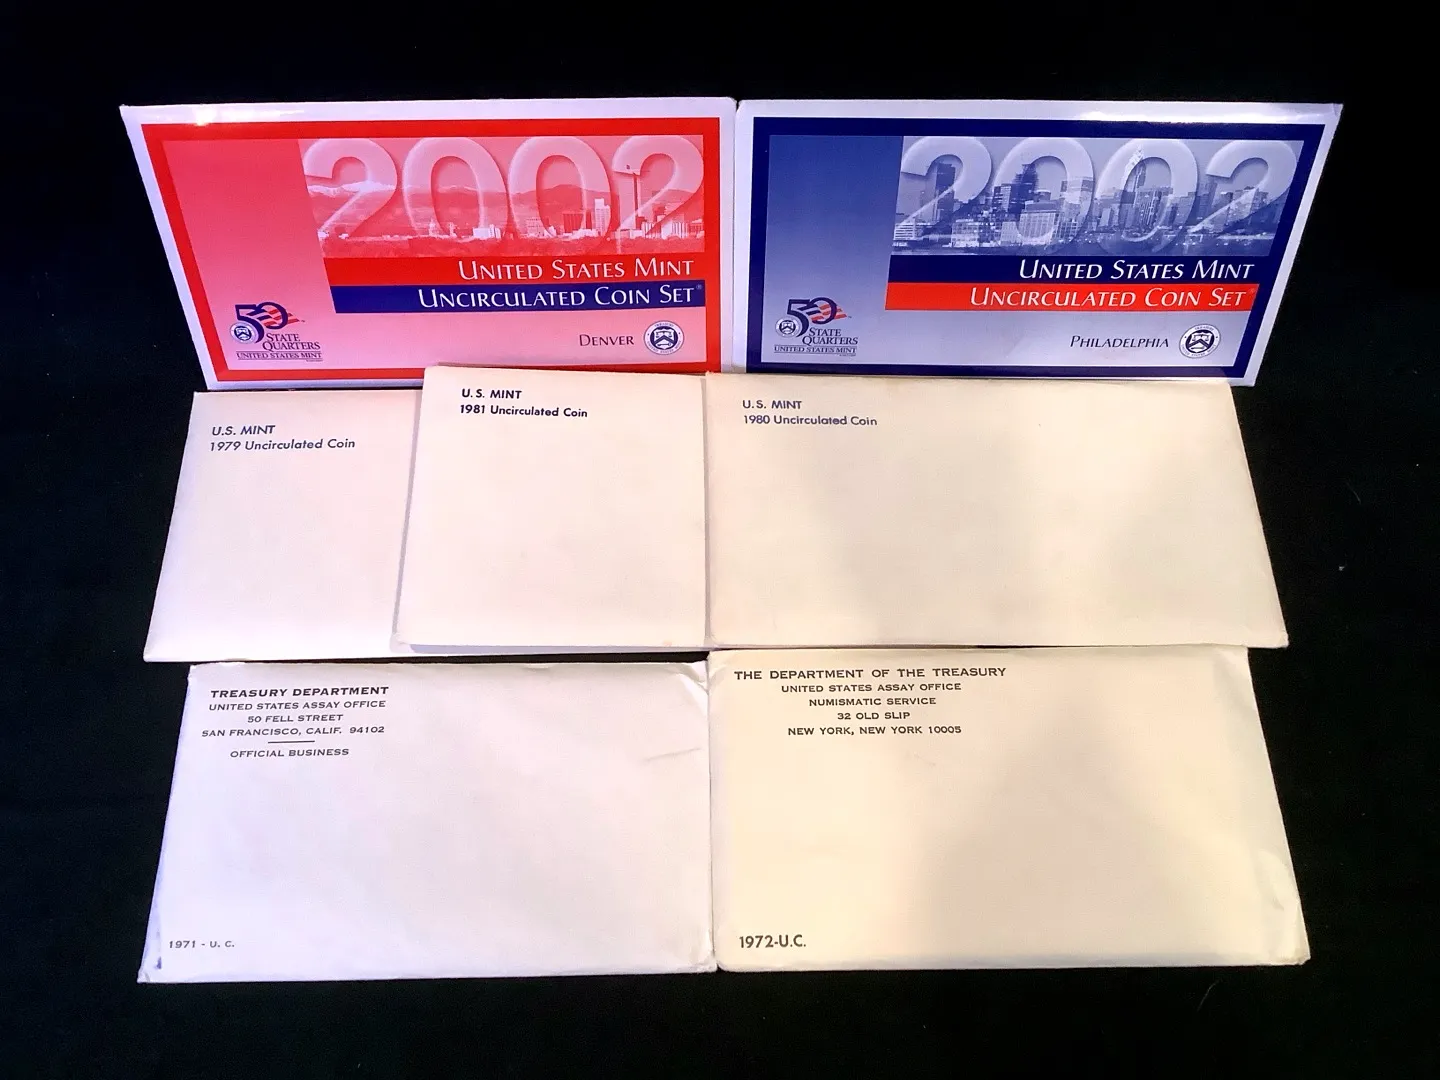 2002
UNITED STATES MINT
UNCIRCULATED COIN SET®
50
STATE
QUARTERS
UNITED STATES MINT
DENVER
2002
UNITED STATES MINT
UNCIRCULATED COIN SET®
50
STATE
QUARTERS
UNITED STATES MINT
PHILADELPHIA
U.S. MINT
1979 Uncirculated Coin
U.S. MINT
1981 Uncirculated Coin
U.S. MINT
1980 Uncirculated Coin
TREASURY DEPARTMENT
UNITED STATES ASSAY OFFICE
50 FELL STREET
SAN FRANCISCO, CALIF. 94102
OFFICIAL BUSINESS
1971 - U. C.
THE DEPARTMENT OF THE TREASURY
UNITED STATES ASSAY OFFICE
NUMISMATIC SERVICE
32 OLD SLIP
NEW YORK, NEW YORK 10005
1972-U.C.